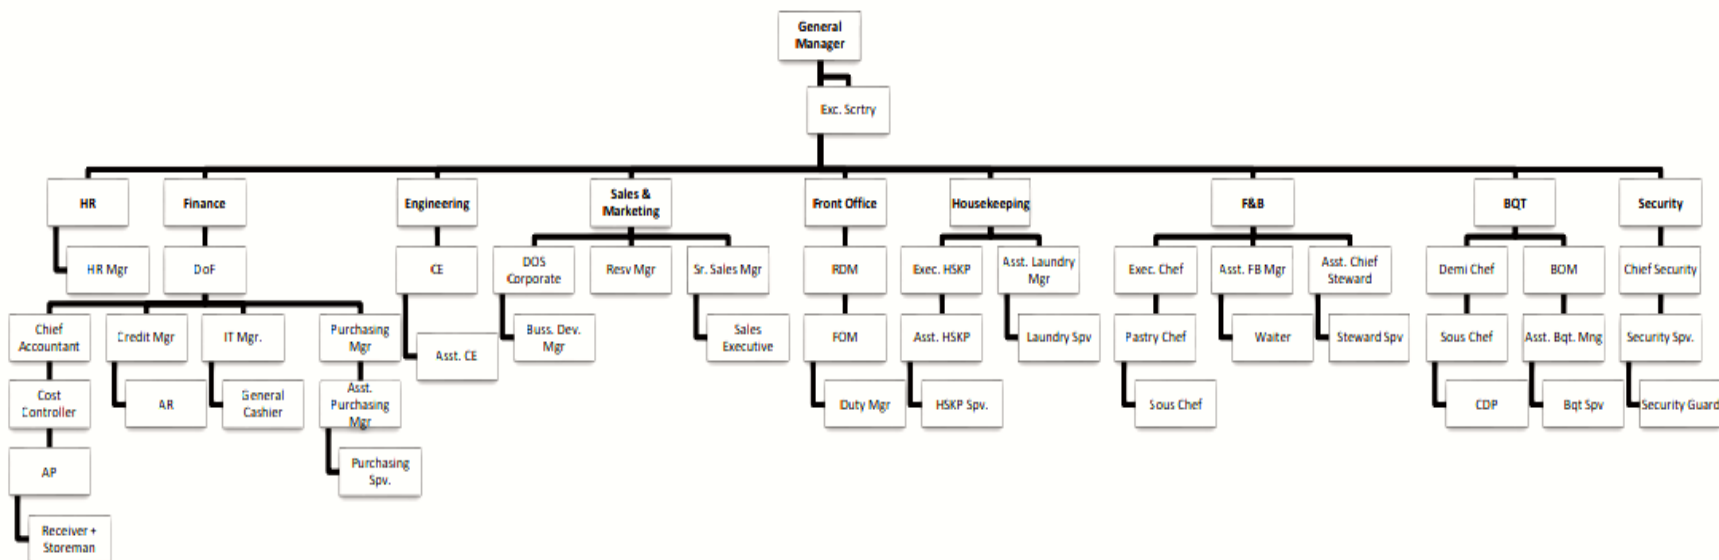 General
Manager
Exc. Scrtry
HR
Finance
Engineering
Sales &
Marketing
Front Office
Housekeeping
F&B
BQT
Security
HR Mgr
DoF
CE
DOS
Corporate
Resv Mgr
Sr. Sales Mgr
RDM
Exec. HSKP
Asst. Laundry
Mgr
Exec. Chef
Asst. FB Mgr
Asst. Chief
Steward
Demi Chef
BOM
Chief Security
Chief
Accountant
Credit Mgr
IT Mgr.
Purchasing
Mgr
Asst. CE
Buss. Dev.
Mgr
Sales
Executive
FOM
Asst. HSKP
Laundry Spv
Pastry Chef
Waiter
Steward Spv
Sous Chef
Asst. Bqt. Mng
Security Spv.
Cost
Controller
AR
General
Cashier
Asst.
Purchasing
Mgr
Duty Mgr
HSKP Spv.
Sous Chef
CDP
Bqt Spv
Security Guard
AP
Purchasing
Spv.
Receiver +
Storeman